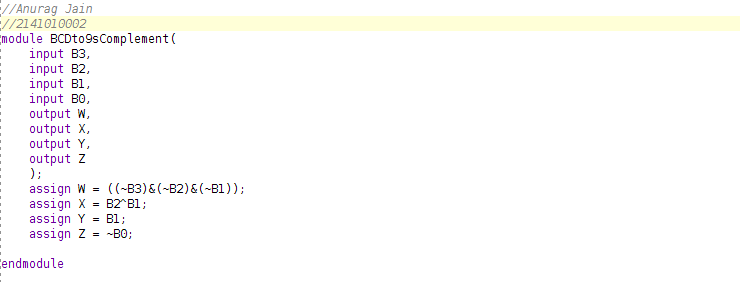 //Anurag Jain
//2141010002
module BCDto9sComplement(
    input B3,
    input B2,
    input B1,
    input B0,
    output W,
    output X,
    output Y,
    output Z
    );
    assign W = ((~B3)&(~B2)&(~B1));
    assign X = B2^B1;
    assign Y = B1;
    assign Z = ~B0;
endmodule